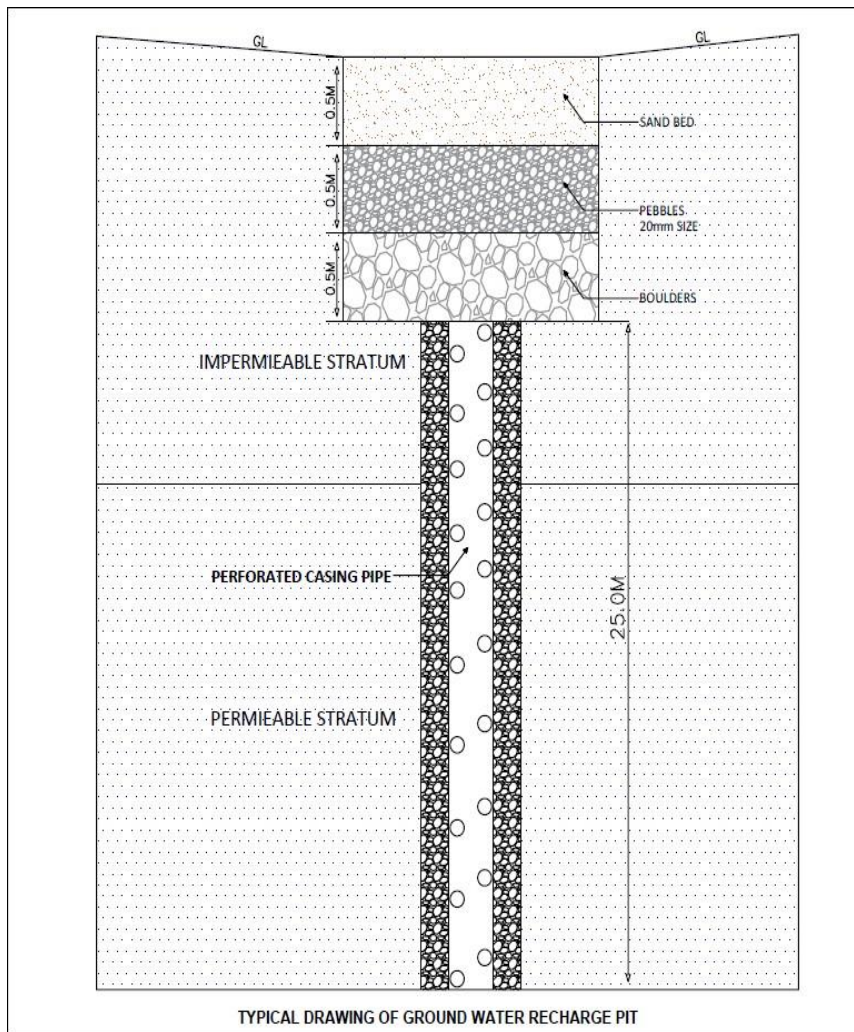 GL
GL
0.5M
SAND BED
0.5M
PEBBLES
20mm SIZE
0.5M
BOULDERS
IMPERMIEABLE STRATUM
PERFORATED CASING PIPE
25.0M
PERMIEABLE STRATUM
TYPICAL DRAWING OF GROUND WATER RECHARGE PIT